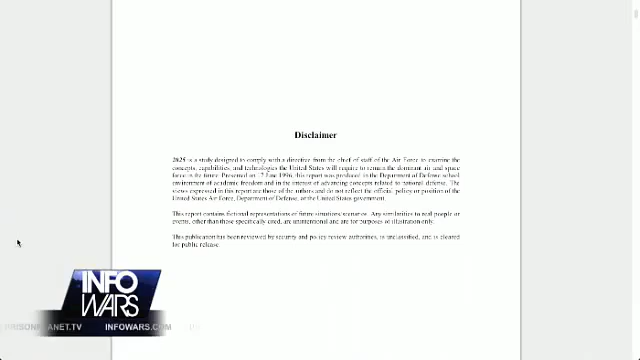 Disclaimer
2025 is a study designed to comply with a directive from the chief of staff of the Air Force to examine the
concepts, capabilities, and technologies the United States will require to remain the dominant air and space
force in the future. Presented on 17 June 1996, this report was produced in the Department of Defense school
environment of academic freedom and in the interest of advancing concepts related to national defense. The
views expressed in this report are those of the authors and do not reflect the official policy or position of the
United States Air Force, Department of Defense, or the United States government.
This report contains fictional representations of future situations/scenarios. Any similarities to real people or
events, other than those specifically cited, are unintentional and are for purposes of illustration only.
This publication has been reviewed by security and policy review authorities, is unclassified, and is cleared
for public release.
INFO
WARS
PRISONPLANET.TV INFOWARS.COM